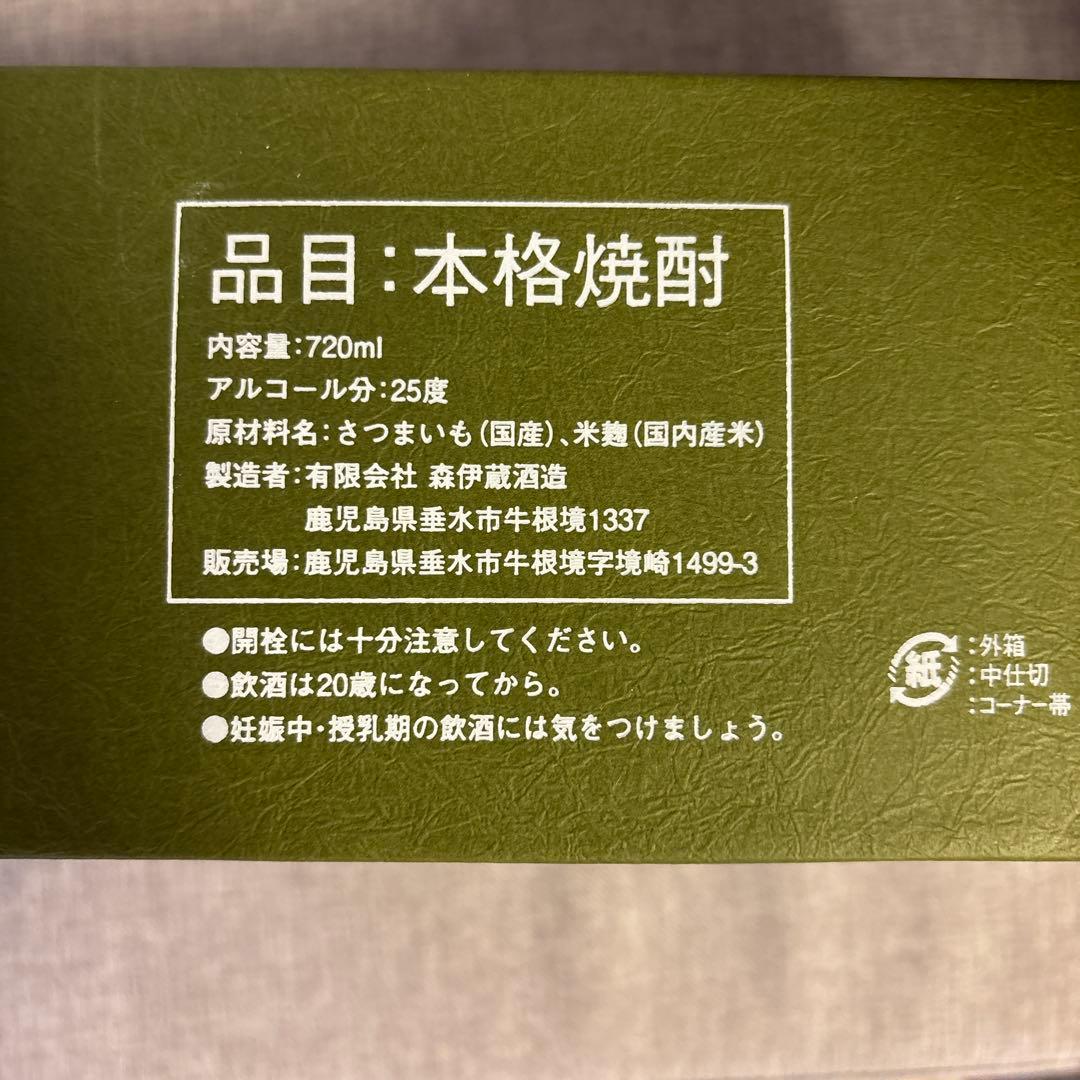 品目:本格焼酎
内容量:720ml
アルコール分:25度
原材料名:さつまいも(国産)、米麹(国内産米)
製造者:有限会社 森伊蔵酒造
鹿児島県垂水市牛根境1337
販売場:鹿児島県垂水市牛根境字境崎1499-3
●開栓には十分注意してください。
●飲酒は20歳になってから。
●妊娠中・授乳期の飲酒には気をつけましょう。
紙
:外箱
:中仕切
:コーナー帯